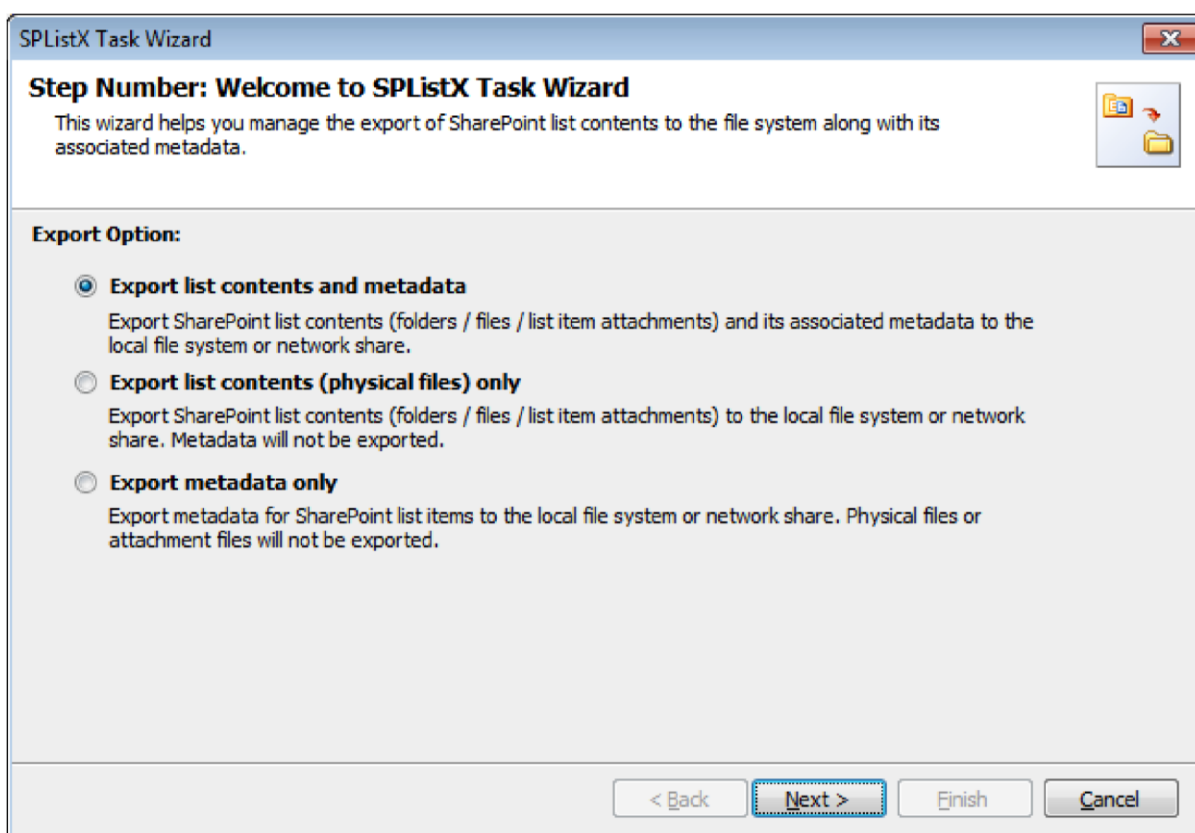 SPListX Task Wizard
Step Number: Welcome to SPListX Task Wizard
This wizard helps you manage the export of SharePoint list contents to the file system along with its
associated metadata.
Export Option:
Export list contents and metadata
Export SharePoint list contents (folders / files / list item attachments) and its associated metadata to the
local file system or network share.
Export list contents (physical files) only
Export SharePoint list contents (folders / files / list item attachments) to the local file system or network
share. Metadata will not be exported.
Export metadata only
Export metadata for SharePoint list items to the local file system or network share. Physical files or
attachment files will not be exported.
< Back Next > Finish Cancel